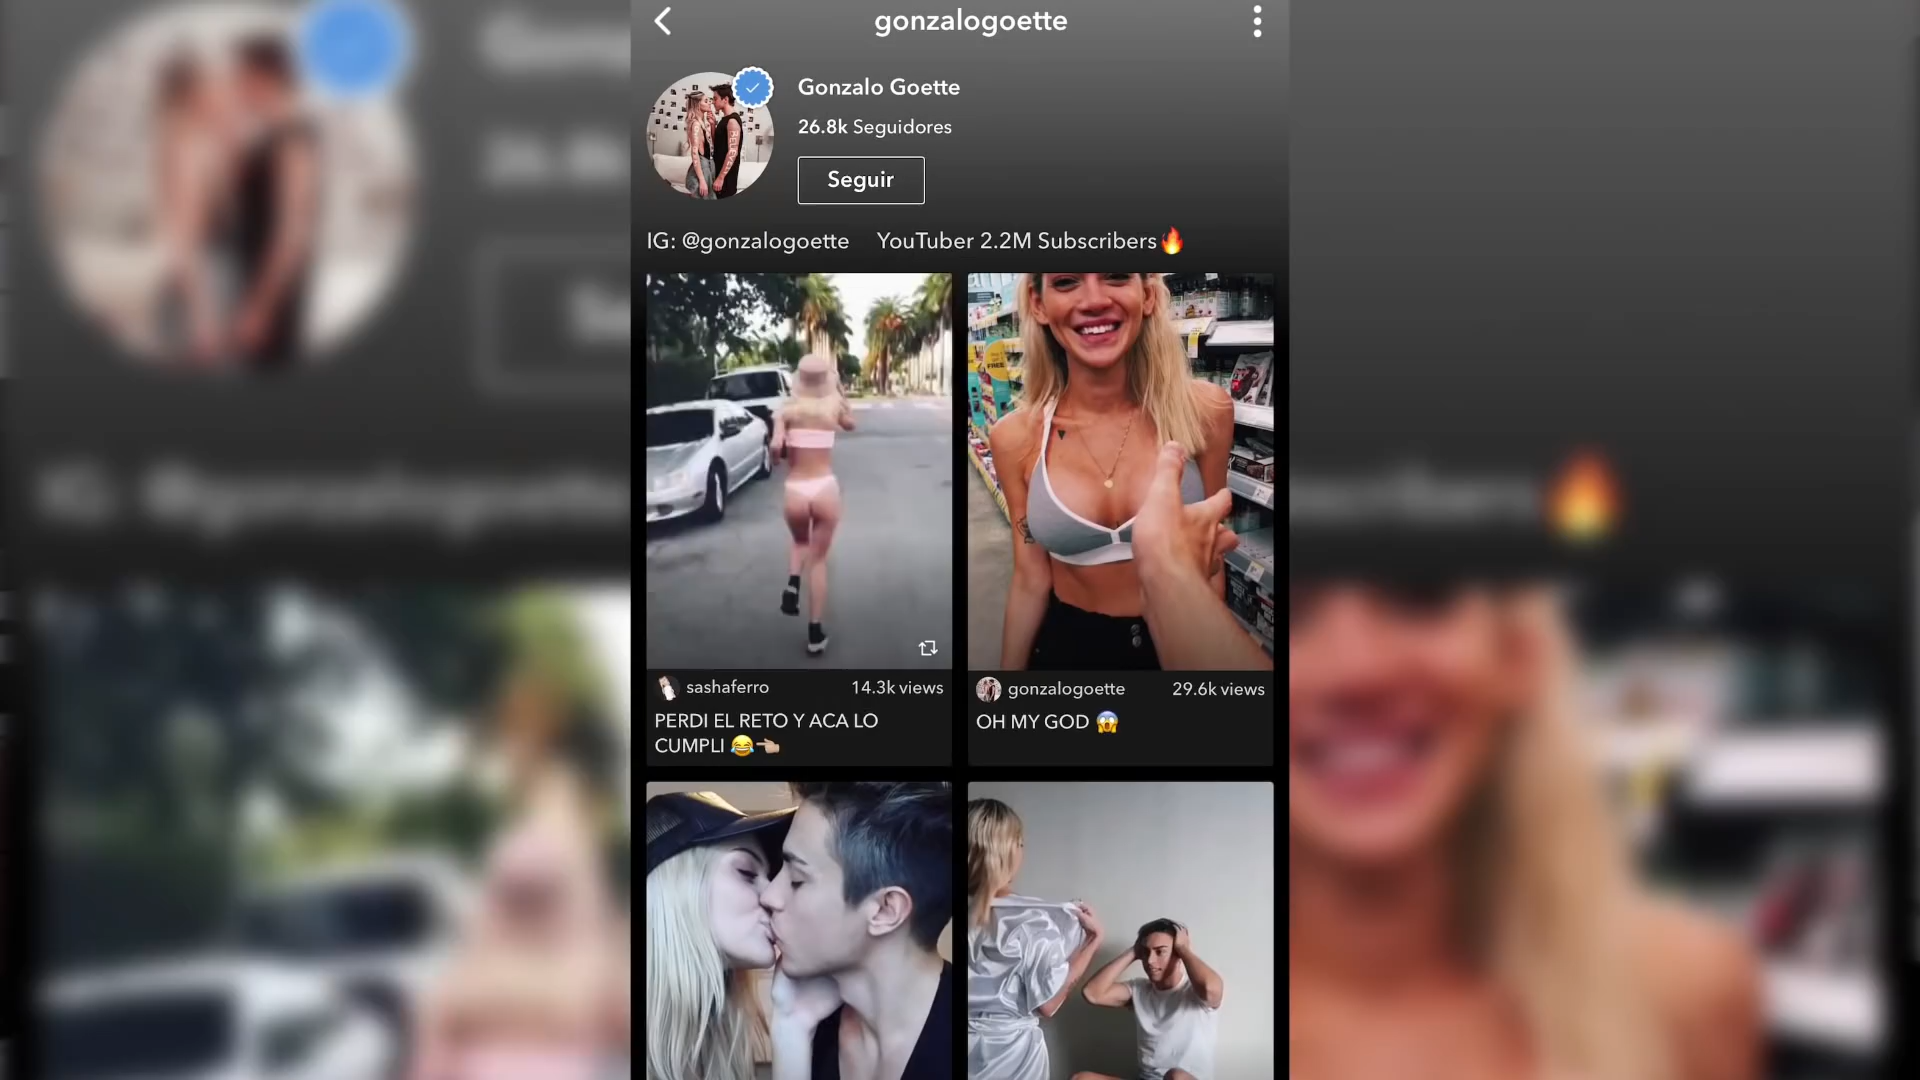 gonzalogoette
Gonzalo Goette
26.8k Seguidores
Seguir
IG: @gonzalogoette YouTuber 2.2M Subscribers🔥
sashaferro 14.3k views
PERDI EL RETO Y ACA LO
CUMPLI 😂👈🏼
gonzalogoette 29.6k views
OH MY GOD 😱